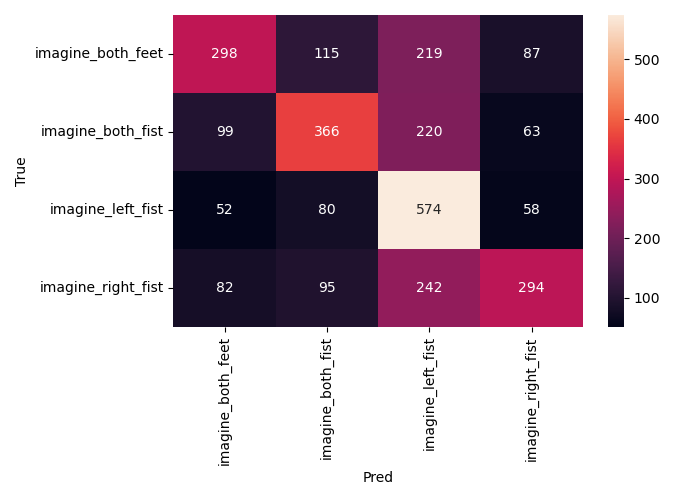 imagine_both_feet 298 115 219 87
imagine_both_fist 99 366 220 63
imagine_left_fist 52 80 574 58
imagine_right_fist 82 95 242 294
True
imagine_both_feet
imagine_both_fist
imagine_left_fist
imagine_right_fist
Pred
500
400
300
200
100